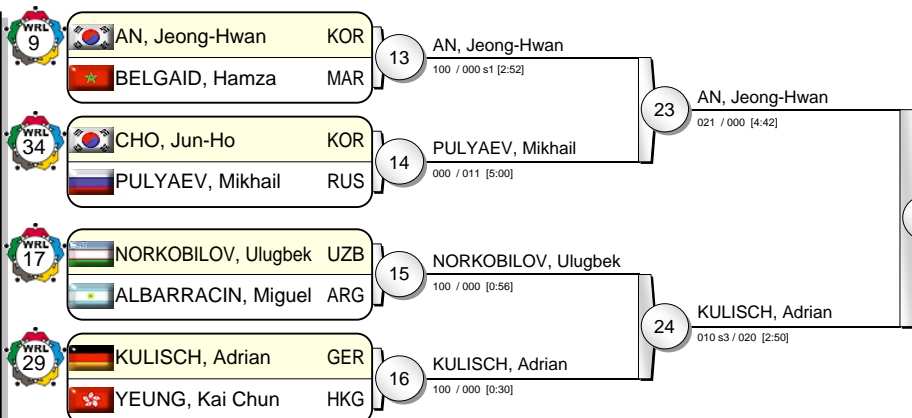 WRL
9
AN, Jeong-Hwan KOR
BELGAID, Hamza MAR
13
AN, Jeong-Hwan
100 / 000 s1 [2:52]
23
AN, Jeong-Hwan
021 / 000 [4:42]
WRL
34
CHO, Jun-Ho KOR
PULYAEV, Mikhail RUS
14
PULYAEV, Mikhail
000 / 011 [5:00]
WRL
17
NORKOBILOV, Ulugbek UZB
ALBARRACIN, Miguel ARG
15
NORKOBILOV, Ulugbek
100 / 000 [0:56]
24
KULISCH, Adrian
010 s3 / 020 [2:50]
WRL
29
KULISCH, Adrian GER
YEUNG, Kai Chun HKG
16
KULISCH, Adrian
100 / 000 [0:30]